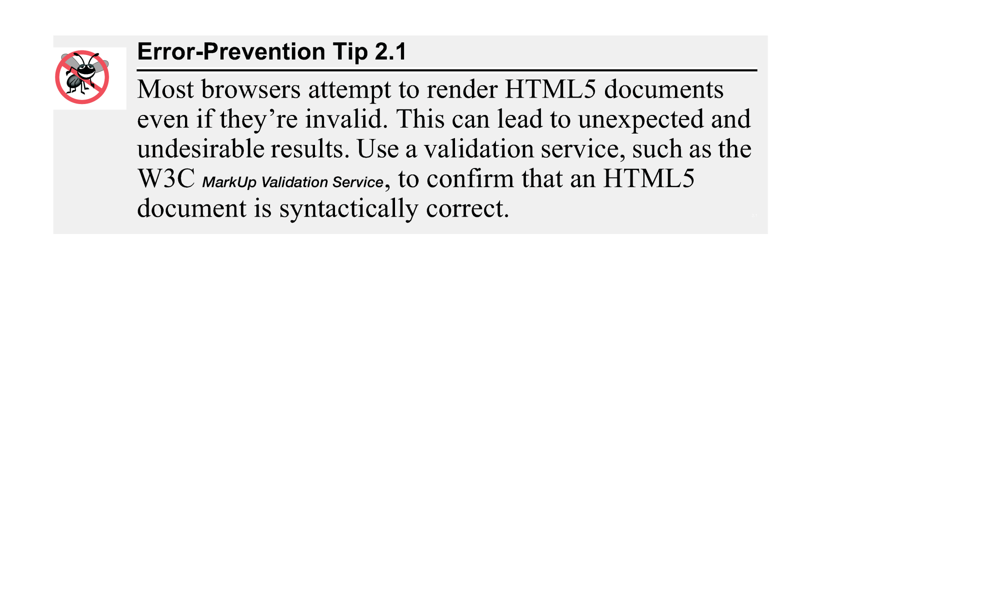 Error-Prevention Tip 2.1
Most browsers attempt to render HTML5 documents
even if they’re invalid. This can lead to unexpected and
undesirable results. Use a validation service, such as the
W3C MarkUp Validation Service, to confirm that an HTML5
document is syntactically correct.